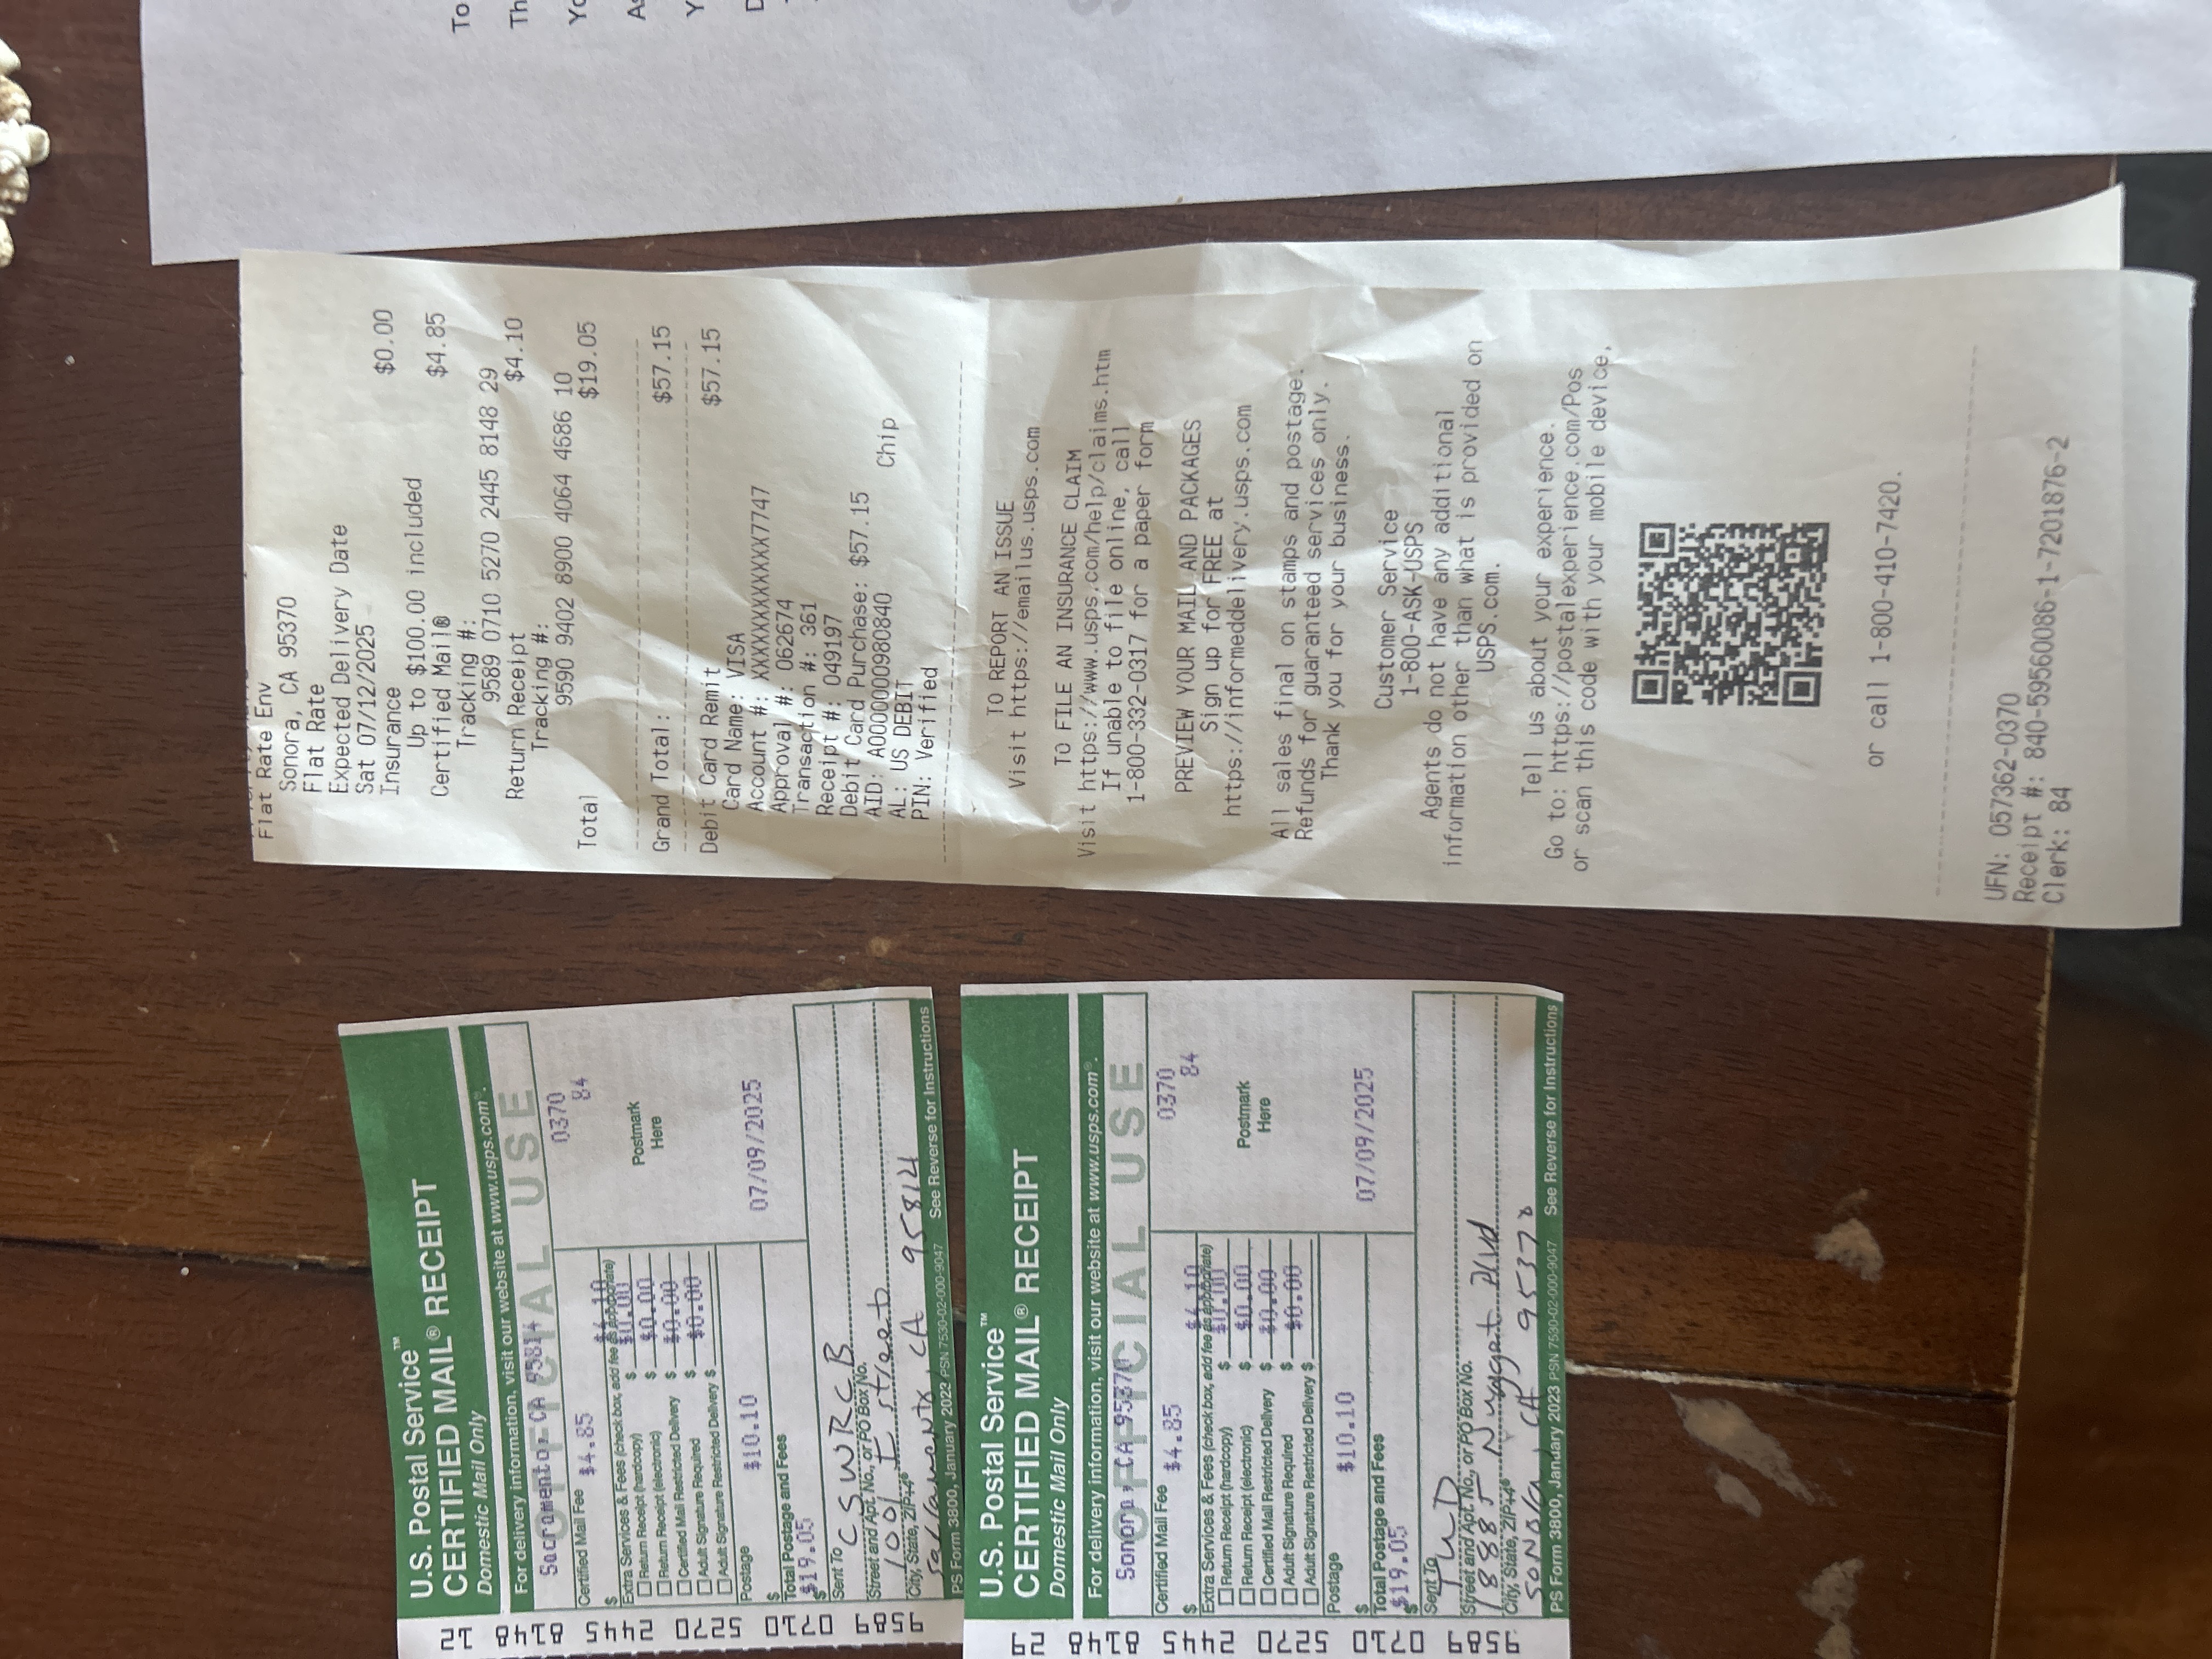 U.S. Postal Service™
CERTIFIED MAIL® RECEIPT
Domestic Mail Only
For delivery information, visit our website at www.usps.com®.
OFFICIAL USE
Sacramento, CA 95814
Certified Mail Fee $4.85
$
0370
84
$4.10
Extra Services & Fees (check box, add fee as appropriate)
Return Receipt (hardcopy) $ $0.00
Return Receipt (electronic) $ $0.00
Certified Mail Restricted Delivery $ $0.00
Adult Signature Required $ $0.00
Adult Signature Restricted Delivery $
Postmark
Here
Postage
$10.10
$
07/09/2025
Total Postage and Fees
$19.05
$
Sent To CSWRCB
Street and Apt. No., or PO Box No.
1001 I street
City, State, ZIP+4®
Sacramento, CA 95814
PS Form 3800, January 2023 PSN 7530-02-000-9047 See Reverse for Instructions
9589 0710 5270 2445 8148 12
U.S. Postal Service™
CERTIFIED MAIL® RECEIPT
Domestic Mail Only
For delivery information, visit our website at www.usps.com®.
OFFICIAL USE
Sonora, CA 95370
Certified Mail Fee $4.85
$
0370
84
$4.10
Extra Services & Fees (check box, add fee as appropriate)
Return Receipt (hardcopy) $ $0.00
Return Receipt (electronic) $ $0.00
Certified Mail Restricted Delivery $ $0.00
Adult Signature Required $ $0.00
Adult Signature Restricted Delivery $
Postmark
Here
Postage
$10.10
$
07/09/2025
Total Postage and Fees
$19.05
$
Sent To
TUD
Street and Apt. No., or PO Box No.
18885 Nugget Blvd
City, State, ZIP+4®
SONORA, CA 95370
PS Form 3800, January 2023 PSN 7530-02-000-9047 See Reverse for Instructions
9589 0710 5270 2445 8148 29
Flat Rate Env
Sonora, CA 95370
Flat Rate
Expected Delivery Date
Sat 07/12/2025
Insurance $0.00
Up to $100.00 included
Certified Mail® $4.85
Tracking #:
9589 0710 5270 2445 8148 29
Return Receipt $4.10
Tracking #:
9590 9402 8900 4064 4686 10
Total $19.05
Grand Total: $57.15
Debit Card Remit $57.15
Card Name: VISA
Account #: XXXXXXXXXXXX7747
Approval #: 062674
Transaction #: 361
Receipt #: 049197
Debit Card Purchase: $57.15
AID: A0000000980840 Chip
AL: US DEBIT
PIN: Verified
TO REPORT AN ISSUE
Visit https://emailus.usps.com
TO FILE AN INSURANCE CLAIM
Visit https://www.usps.com/help/claims.htm
If unable to file online, call
1-800-332-0317 for a paper form
PREVIEW YOUR MAIL AND PACKAGES
Sign up for FREE at
https://informeddelivery.usps.com
All sales final on stamps and postage.
Refunds for guaranteed services only.
Thank you for your business.
Customer Service
1-800-ASK-USPS
Agents do not have any additional
information other than what is provided on
USPS.com.
Tell us about your experience.
Go to: https://postalexperience.com/Pos
or scan this code with your mobile device,
or call 1-800-410-7420.
UFN: 057362-0370
Receipt #: 840-59560086-1-7201876-2
Clerk: 84
To
Th
Yo
As
Y
D